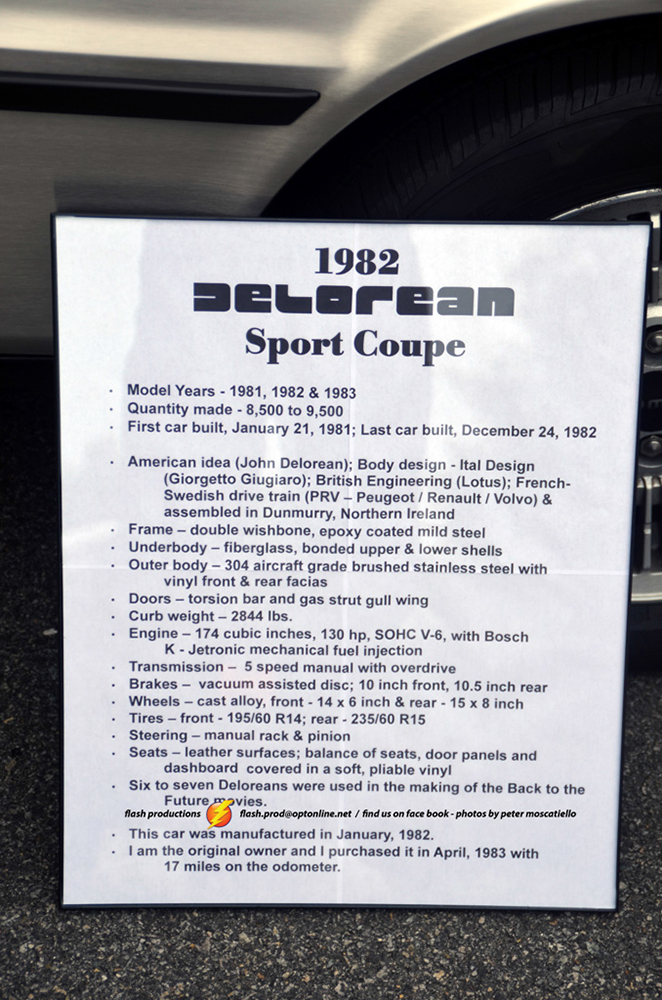 1982
DeLorean
Sport Coupe
· Model Years - 1981, 1982 & 1983
· Quantity made - 8,500 to 9,500
· First car built, January 21, 1981; Last car built, December 24, 1982
· American idea (John Delorean); Body design - Ital Design
(Giorgetto Giugiaro); British Engineering (Lotus); French-
Swedish drive train (PRV – Peugeot / Renault / Volvo) &
assembled in Dunmurry, Northern Ireland
· Frame – double wishbone, epoxy coated mild steel
· Underbody – fiberglass, bonded upper & lower shells
· Outer body – 304 aircraft grade brushed stainless steel with
vinyl front & rear facias
· Doors – torsion bar and gas strut gull wing
· Curb weight – 2844 lbs.
· Engine – 174 cubic inches, 130 hp, SOHC V-6, with Bosch
K - Jetronic mechanical fuel injection
· Transmission – 5 speed manual with overdrive
· Brakes – vacuum assisted disc; 10 inch front, 10.5 inch rear
· Wheels – cast alloy, front - 14 x 6 inch & rear - 15 x 8 inch
· Tires – front - 195/60 R14; rear - 235/60 R15
· Steering – manual rack & pinion
· Seats – leather surfaces; balance of seats, door panels and
dashboard covered in a soft, pliable vinyl
· Six to seven Deloreans were used in the making of the Back to the
Future movies.
flash productions flash.prod@optonline.net / find us on face book - photos by peter moscatiello
· This car was manufactured in January, 1982.
· I am the original owner and I purchased it in April, 1983 with
17 miles on the odometer.